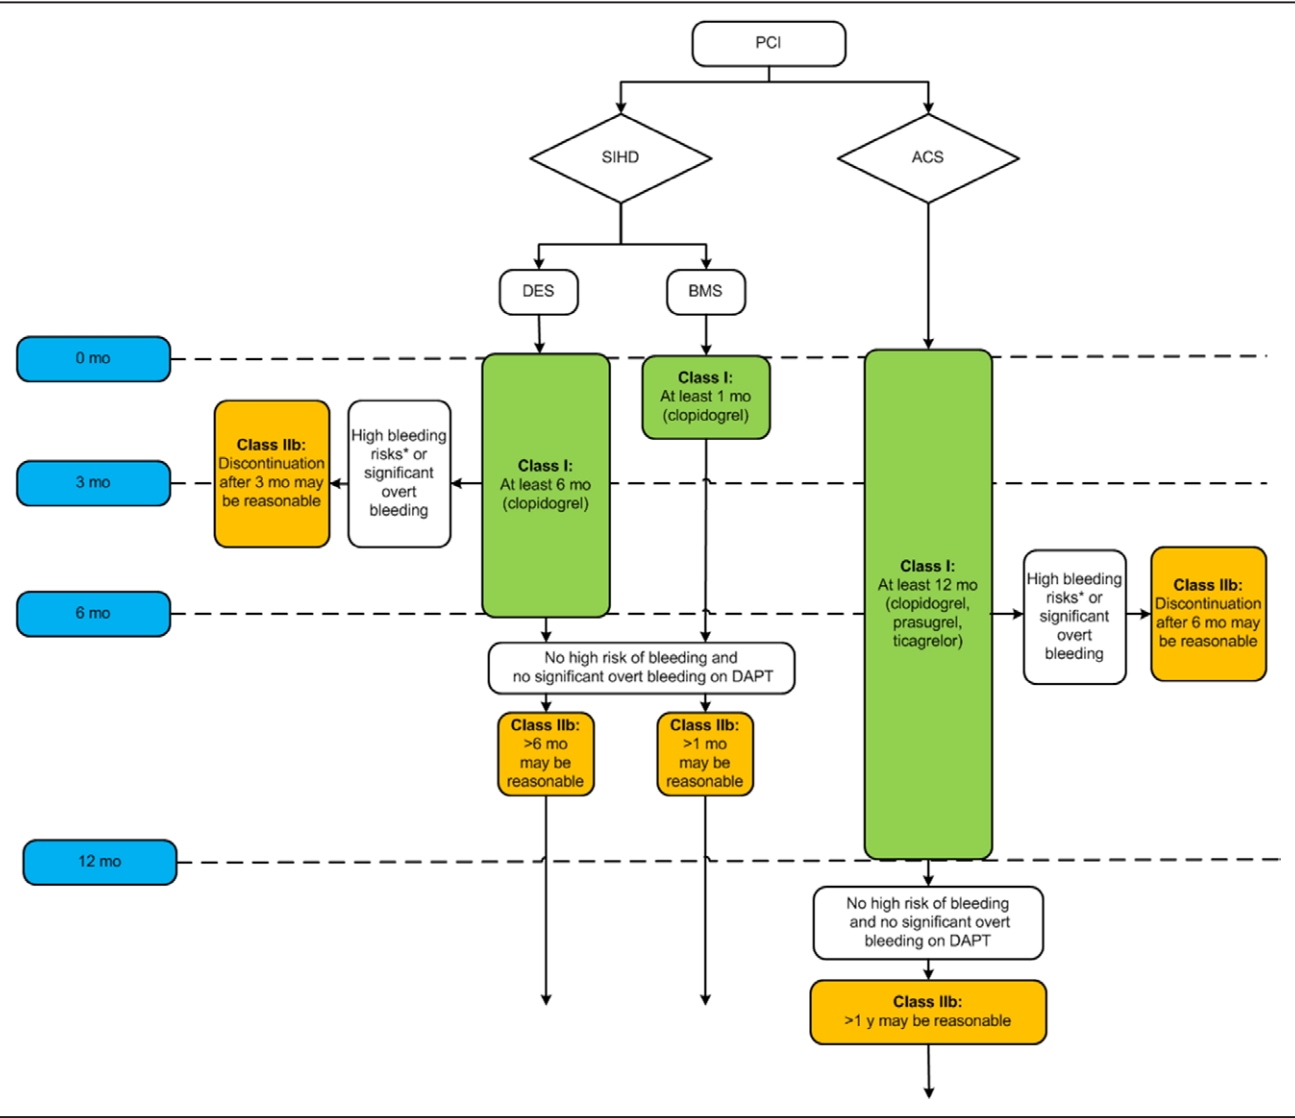 PCI
SIHD
ACS
DES
BMS
0 mo
Class I:
At least 1 mo
(clopidogrel)
3 mo
Class IIb:
Discontinuation
after 3 mo may
be reasonable
High bleeding
risks* or
significant
overt
bleeding
Class I:
At least 6 mo
(clopidogrel)
6 mo
Class I:
At least 12 mo
(clopidogrel,
prasugrel,
ticagrelor)
High bleeding
risks* or
significant
overt
bleeding
Class IIb:
Discontinuation
after 6 mo may
be reasonable
No high risk of bleeding and
no significant overt bleeding on DAPT
Class IIb:
>6 mo
may be
reasonable
Class IIb:
>1 mo
may be
reasonable
12 mo
No high risk of bleeding
and no significant overt
bleeding on DAPT
Class IIb:
>1 y may be reasonable